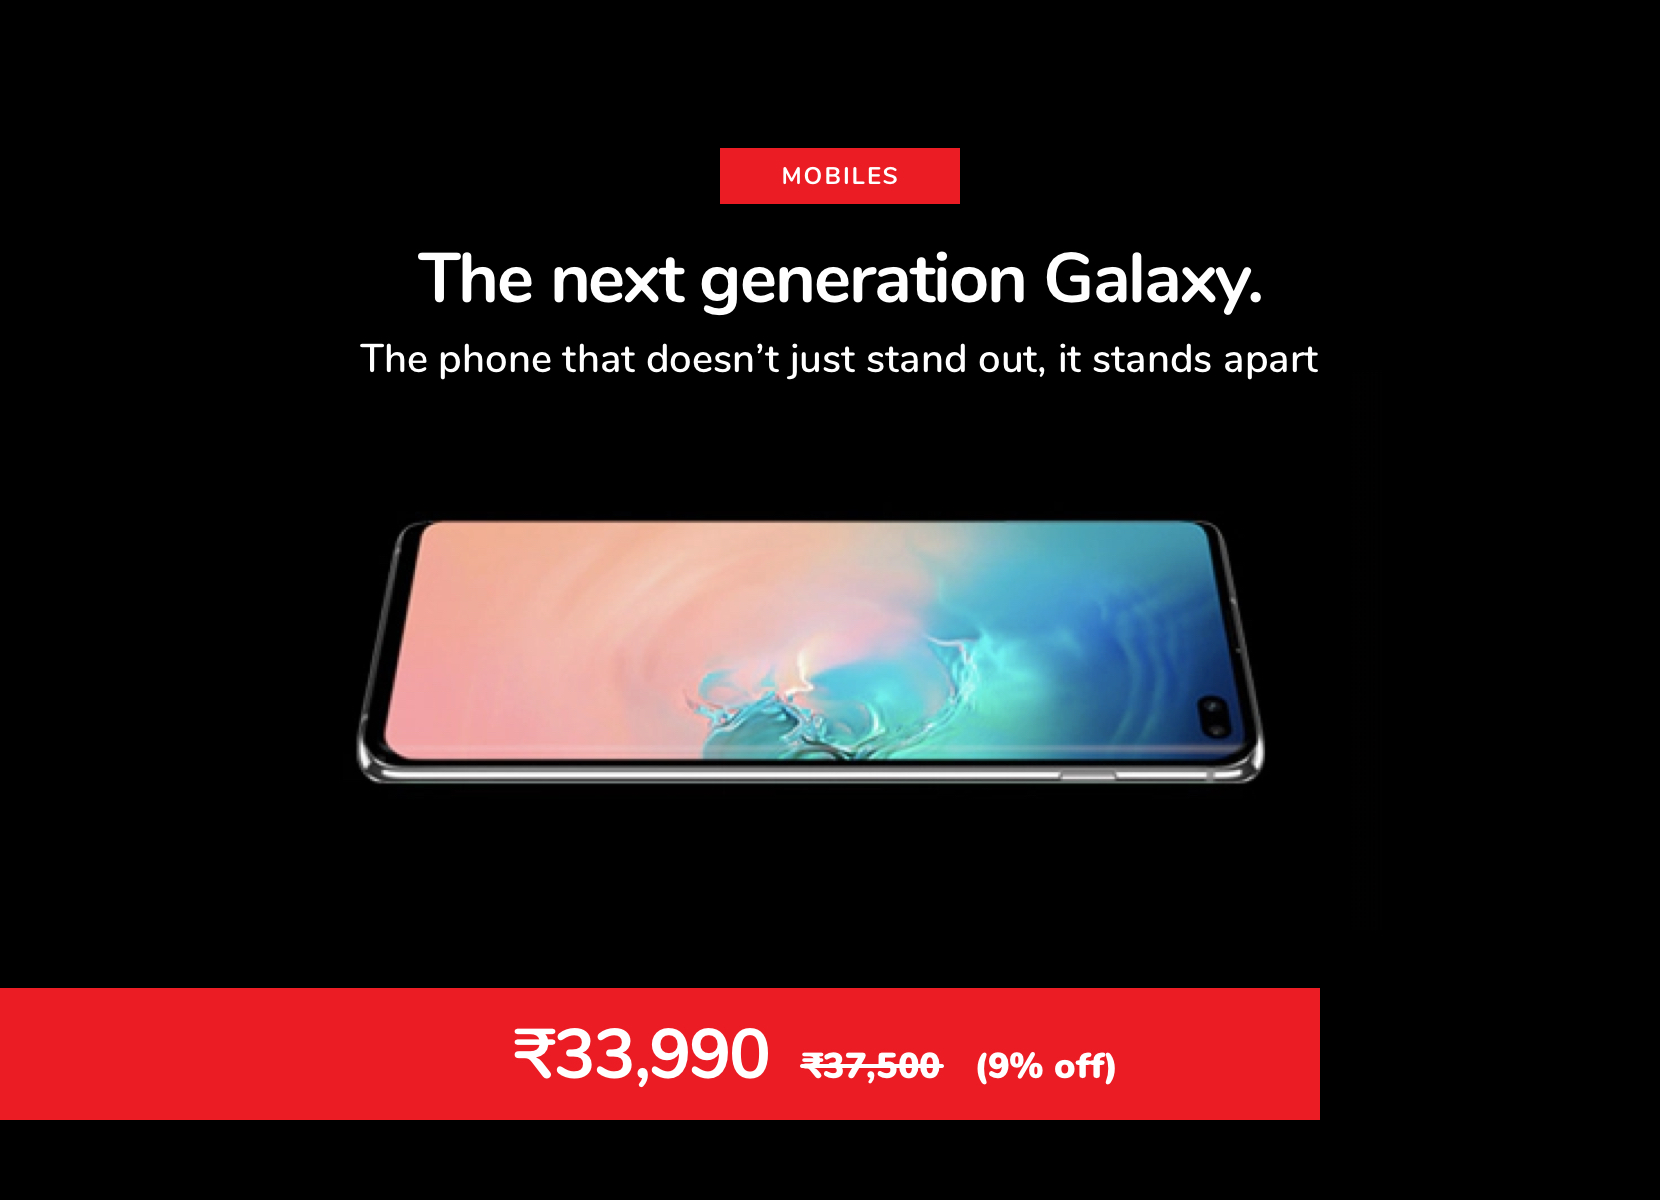 MOBILES
The next generation Galaxy.
The phone that doesn’t just stand out, it stands apart
₹33,990 ₹37,500 (9% off)